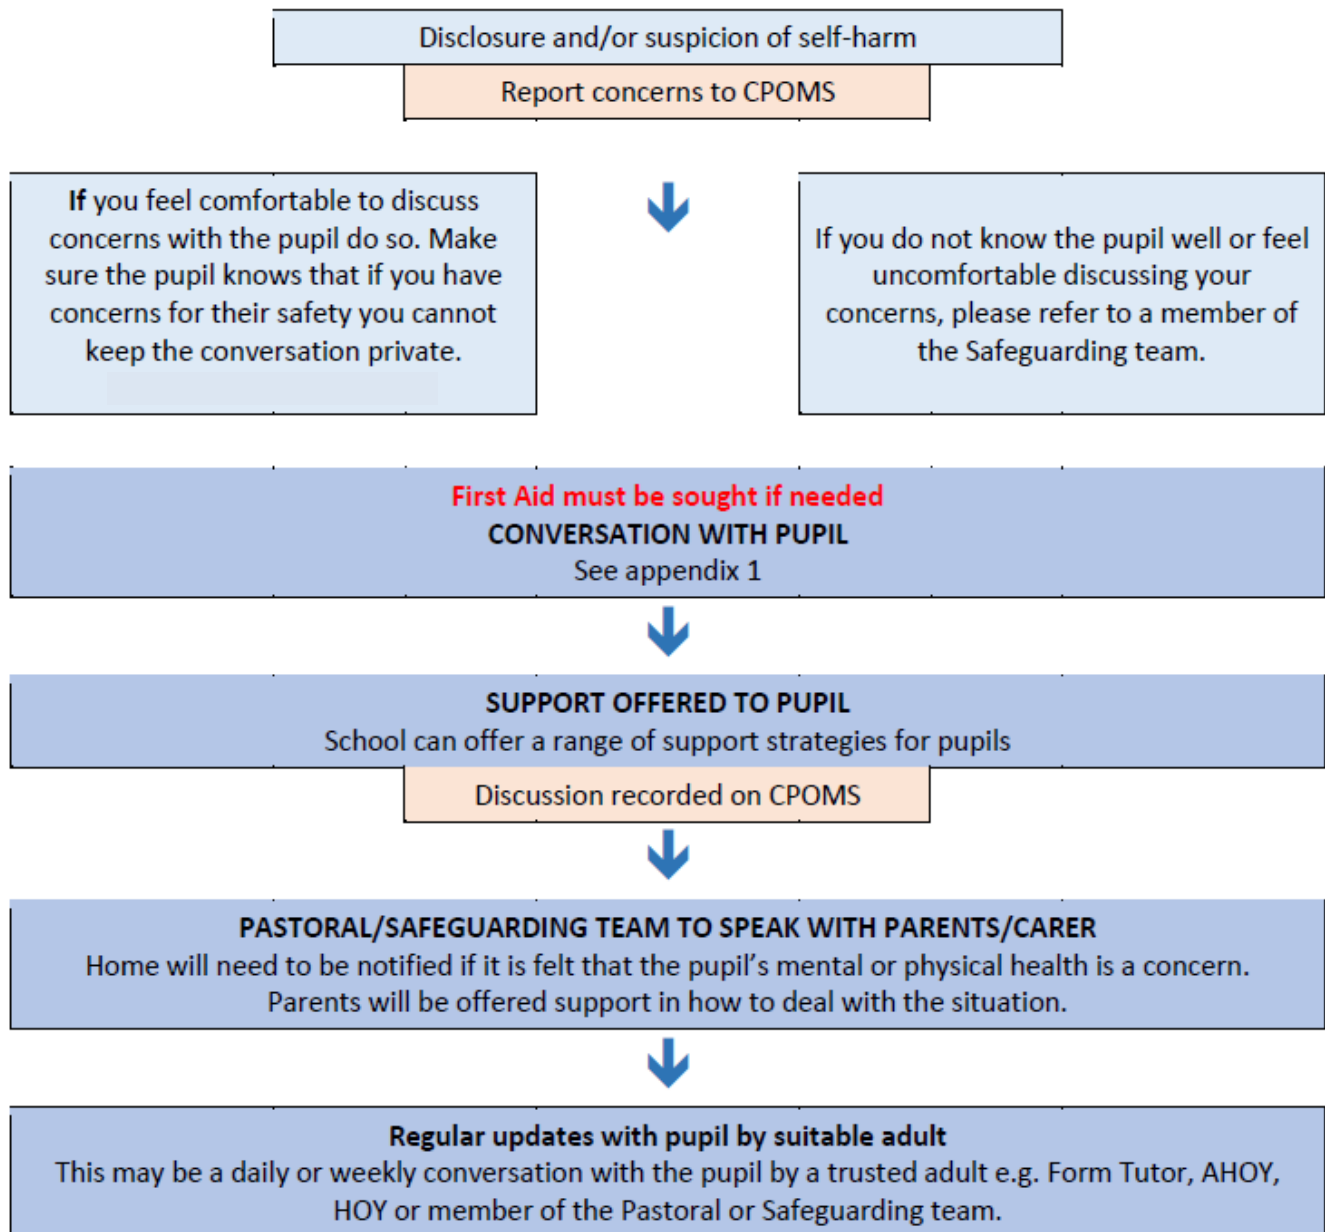 Disclosure and/or suspicion of self-harm
Report concerns to CPOMS
If you feel comfortable to discuss
concerns with the pupil do so. Make
sure the pupil knows that if you have
concerns for their safety you cannot
keep the conversation private.
If you do not know the pupil well or feel
uncomfortable discussing your
concerns, please refer to a member of
the Safeguarding team.
First Aid must be sought if needed
CONVERSATION WITH PUPIL
See appendix 1
SUPPORT OFFERED TO PUPIL
School can offer a range of support strategies for pupils
Discussion recorded on CPOMS
PASTORAL/SAFEGUARDING TEAM TO SPEAK WITH PARENTS/CARER
Home will need to be notified if it is felt that the pupil's mental or physical health is a concern.
Parents will be offered support in how to deal with the situation.
Regular updates with pupil by suitable adult
This may be a daily or weekly conversation with the pupil by a trusted adult e.g. Form Tutor, AHOY,
HOY or member of the Pastoral or Safeguarding team.